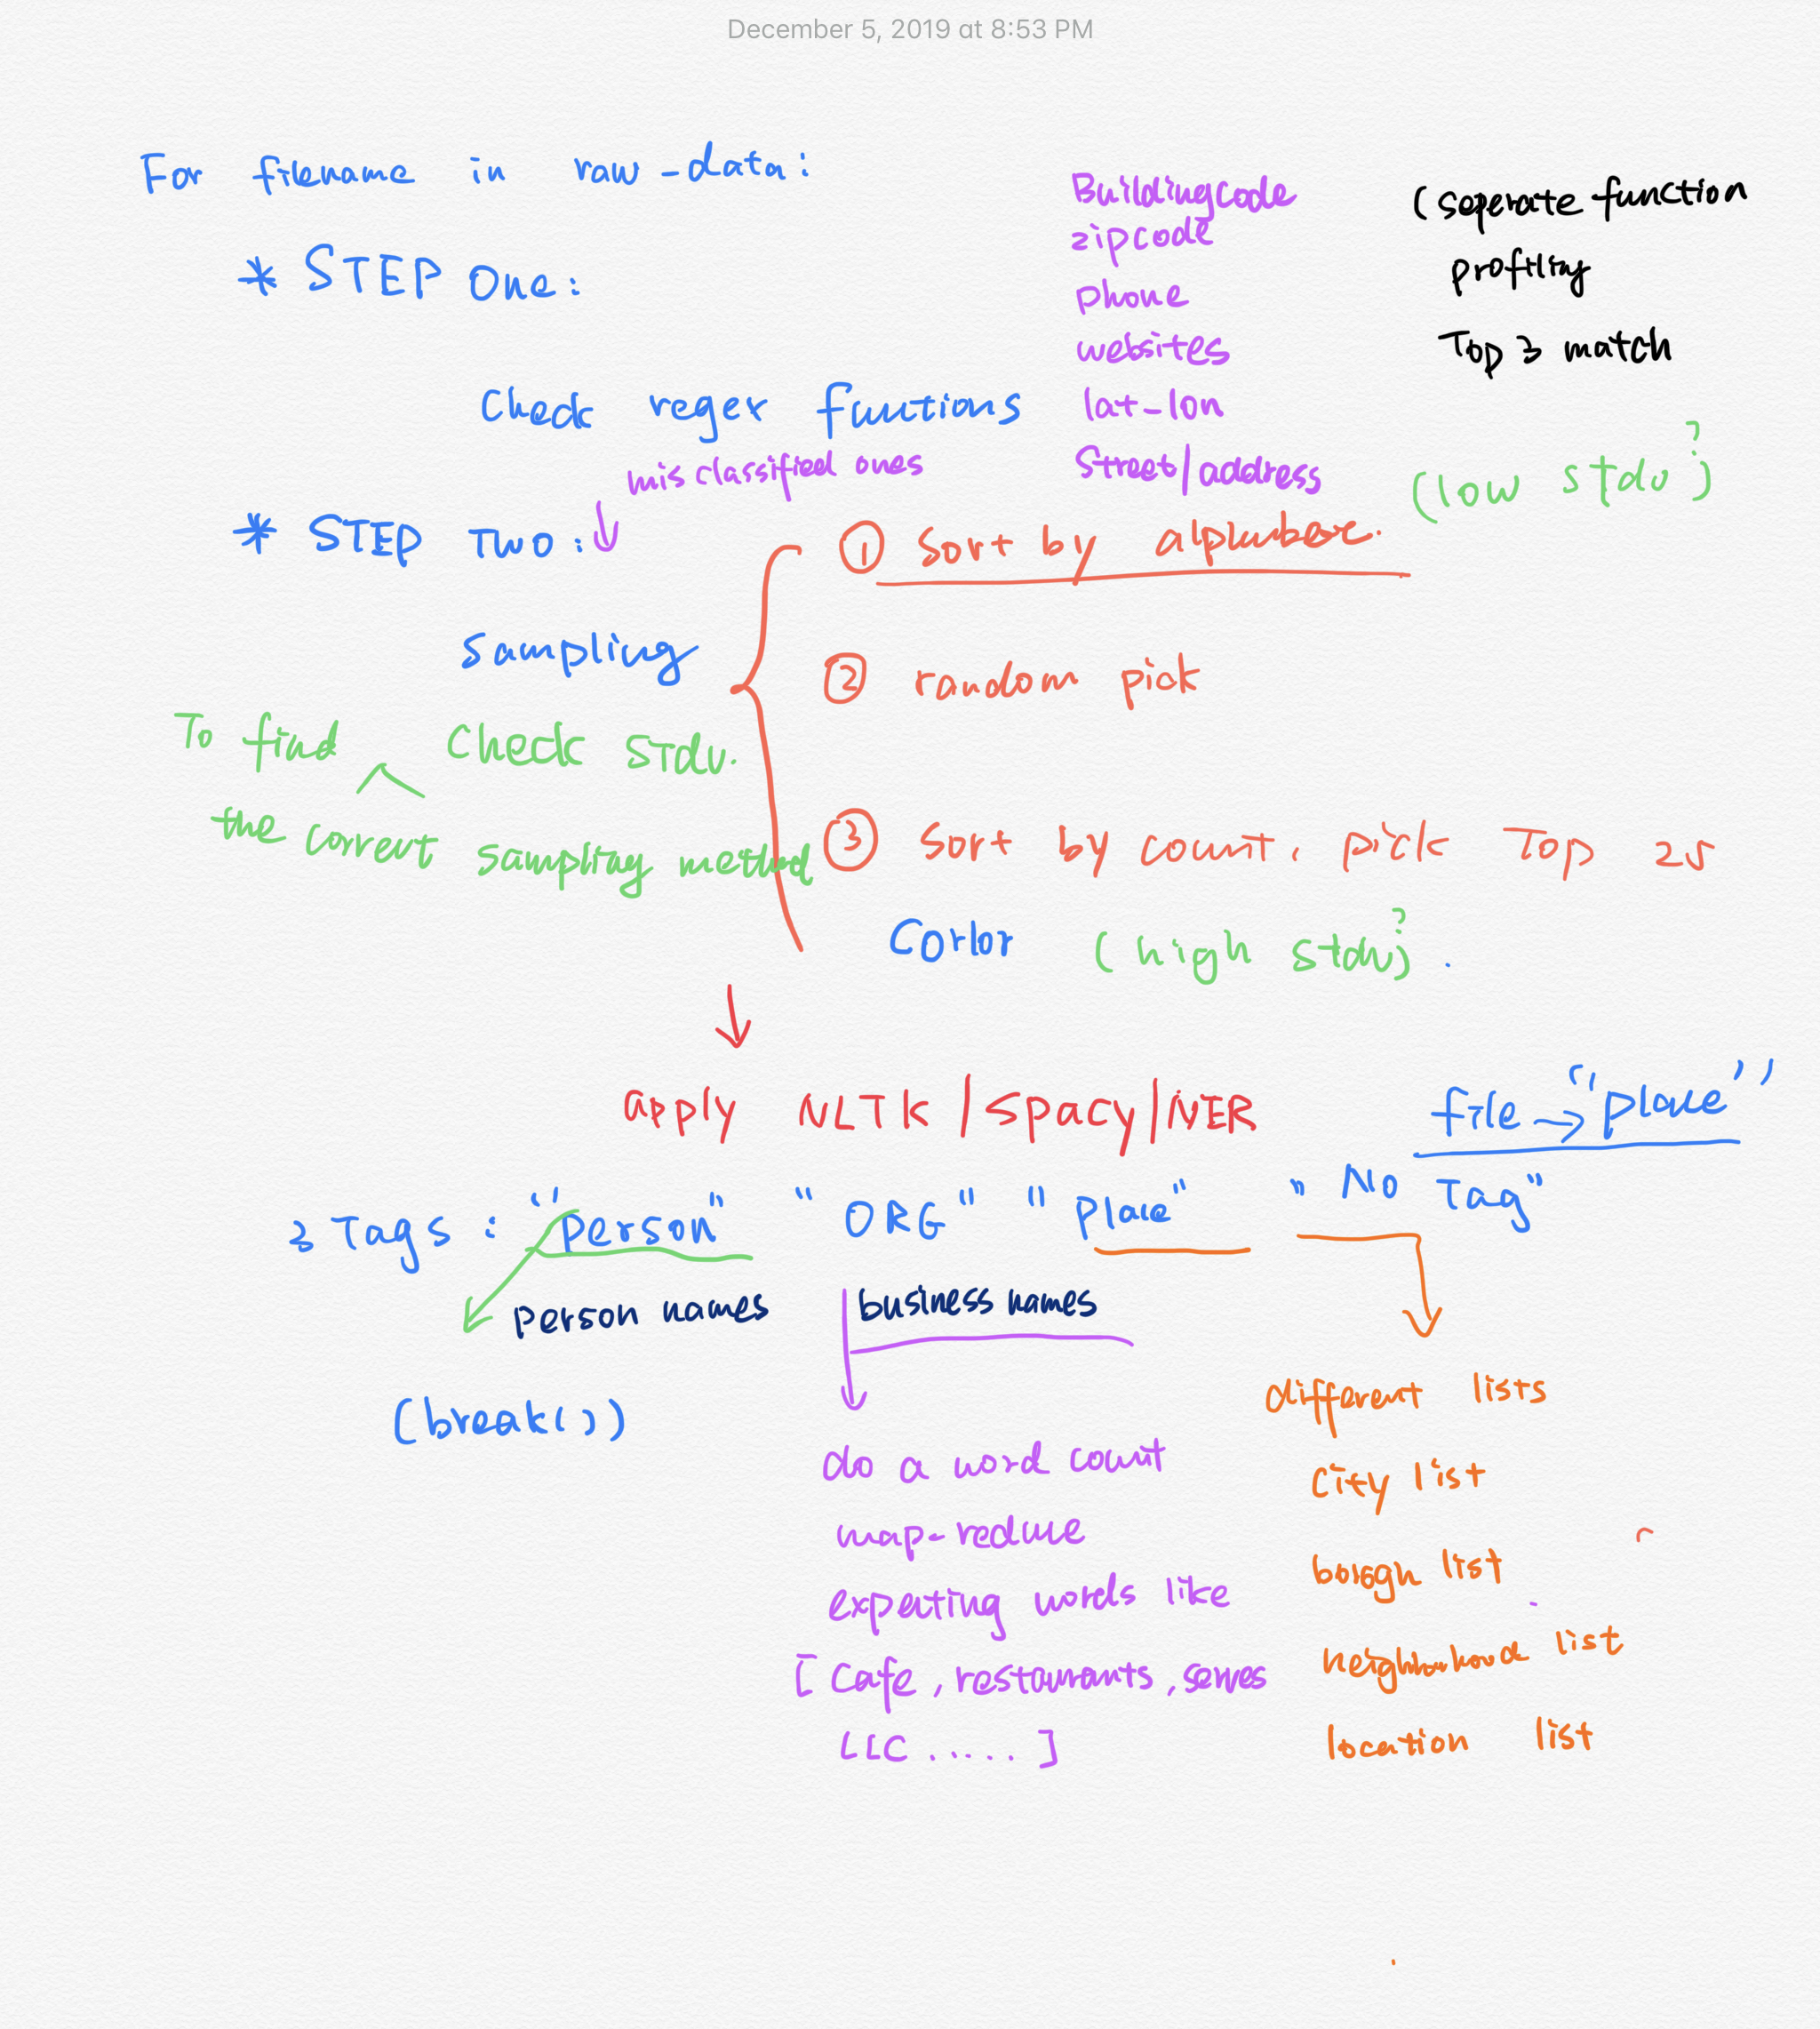 December 5, 2019 at 8:53 PM
For filename in raw-data:
* STEP One:
Check regex functions
Buildingcode
zipcode
phone
websites
lat-lon
Street/address
(seperate function
profiling
Top 3 match
misclassified ones
* STEP TWO:
sampling
To find ^ Check stdv.
the correct sampling method
① Sort by
(low stdv?)
② random pick
③ Sort by count, pick Top 25
Corlor (high stdv?)
apply NLTK/Spacy/NER
file → "place"
3 Tags: "person" "ORG" "place" "No Tag"
person names
business names
(break())
do a word count
map-reduce
expecting words like
[cafe, restaurants, serves
LLC .....]
different lists
city list
borogh list
neighborhood list
location list